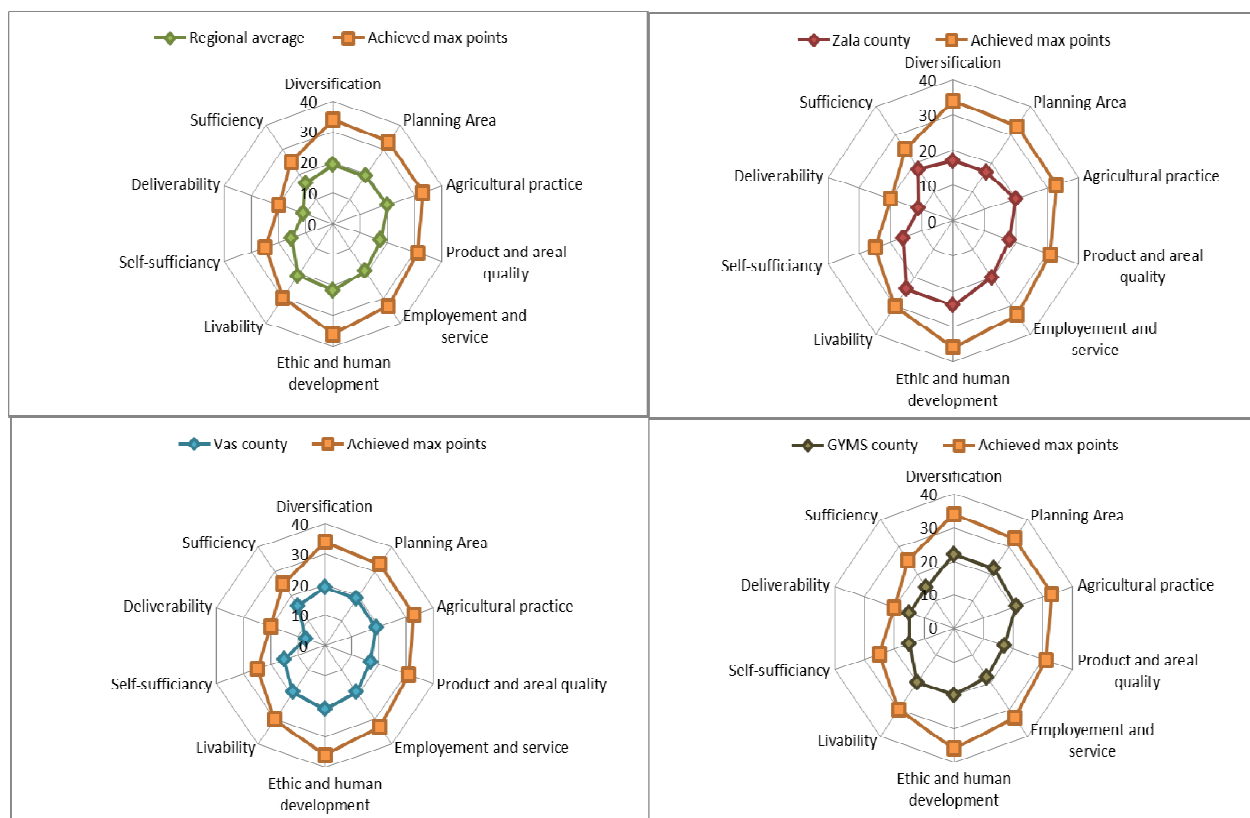 Regional average Achieved max points
Diversification
40
Sufficiency Planning Area
30
20
Deliverability Agricultural practice
10
0
Self-sufficiancy Product and areal
quality
Livability Employement and
service
Ethic and human
development
Zala county Achieved max points
Diversification
40
Sufficiency Planning Area
30
20
Deliverability Agricultural practice
10
0
Self-sufficiancy Product and areal
quality
Livability Employement and
service
Ethic and human
development
Vas county Achieved max points
Diversification
40
Sufficiency Planning Area
30
20
Deliverability Agricultural practice
10
0
Self-sufficiancy Product and areal quality
Livability Employement and service
Ethic and human
development
GYMS county Achieved max points
Diversification
40
Sufficiency Planning Area
30
20
Deliverability Agricultural practice
10
0
Self-sufficiancy Product and areal
quality
Livability Employement and
service
Ethic and human
development